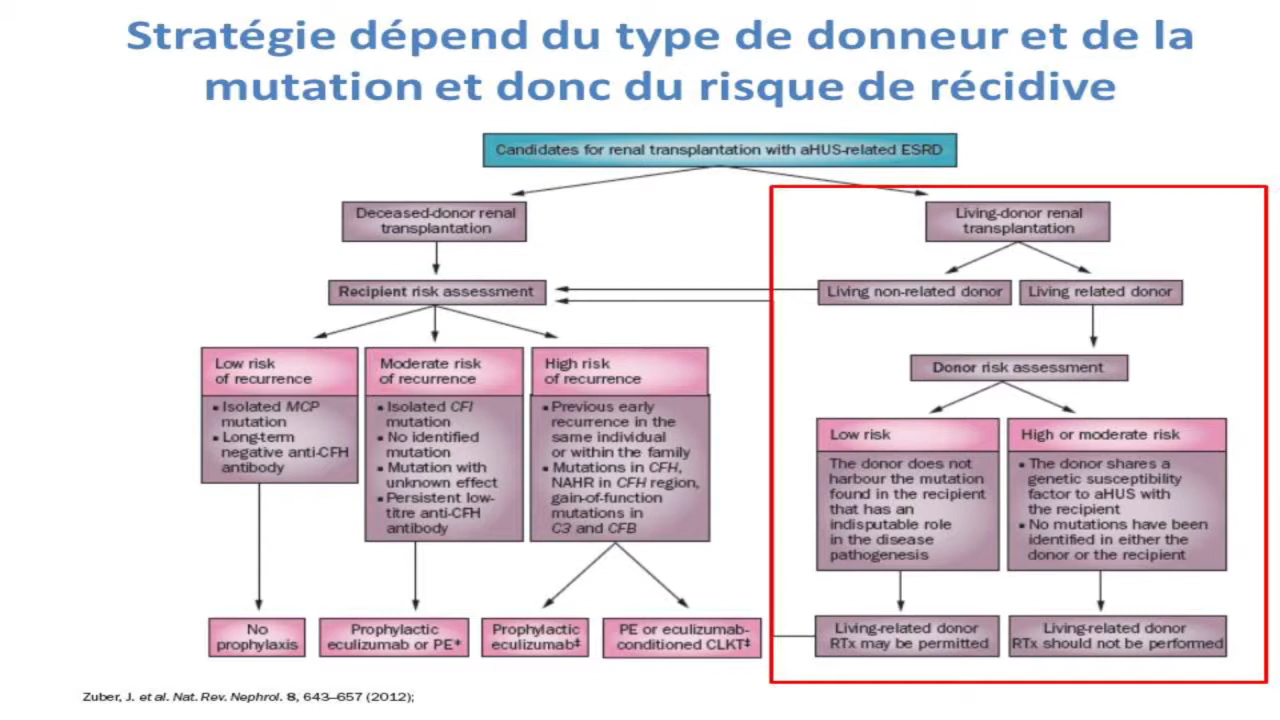 Stratégie dépend du type de donneur et de la
mutation et donc du risque de récidive
Candidates for renal transplantation with aHUS-related ESRD
Deceased-donor renal
transplantation
Living-donor renal
transplantation
Recipient risk assessment
Living non-related donor
Living related donor
Low risk
of recurrence
Moderate risk
of recurrence
High risk
of recurrence
Donor risk assessment
▪ Isolated MCP
mutation
▪ Long-term
negative anti-CFH
antibody
▪ Isolated CFI
mutation
▪ No identified
mutation
▪ Mutation with
unknown effect
▪ Persistent low-
titre anti-CFH
antibody
▪ Previous early
recurrence in the
same individual
or within the family
▪ Mutations in CFH,
NAHR in CFH region,
gain-of-function
mutations in
C3 and CFB
Low risk
The donor does not
harbour the mutation
found in the recipient
that has an
indisputable role
in the disease
pathogenesis
High or moderate risk
▪ The donor shares a
genetic susceptibility
factor to aHUS with
the recipient
▪ No mutations have been
identified in either the
donor or the recipient
No
prophylaxis
Prophylactic
eculizumab or PE*
Prophylactic
eculizumab‡
PE or eculizumab-
conditioned CLKT‡
Living-related donor
RTx may be permitted
Living-related donor
RTx should not be performed
Zuber, J. et al. Nat. Rev. Nephrol. 8, 643–657 (2012);